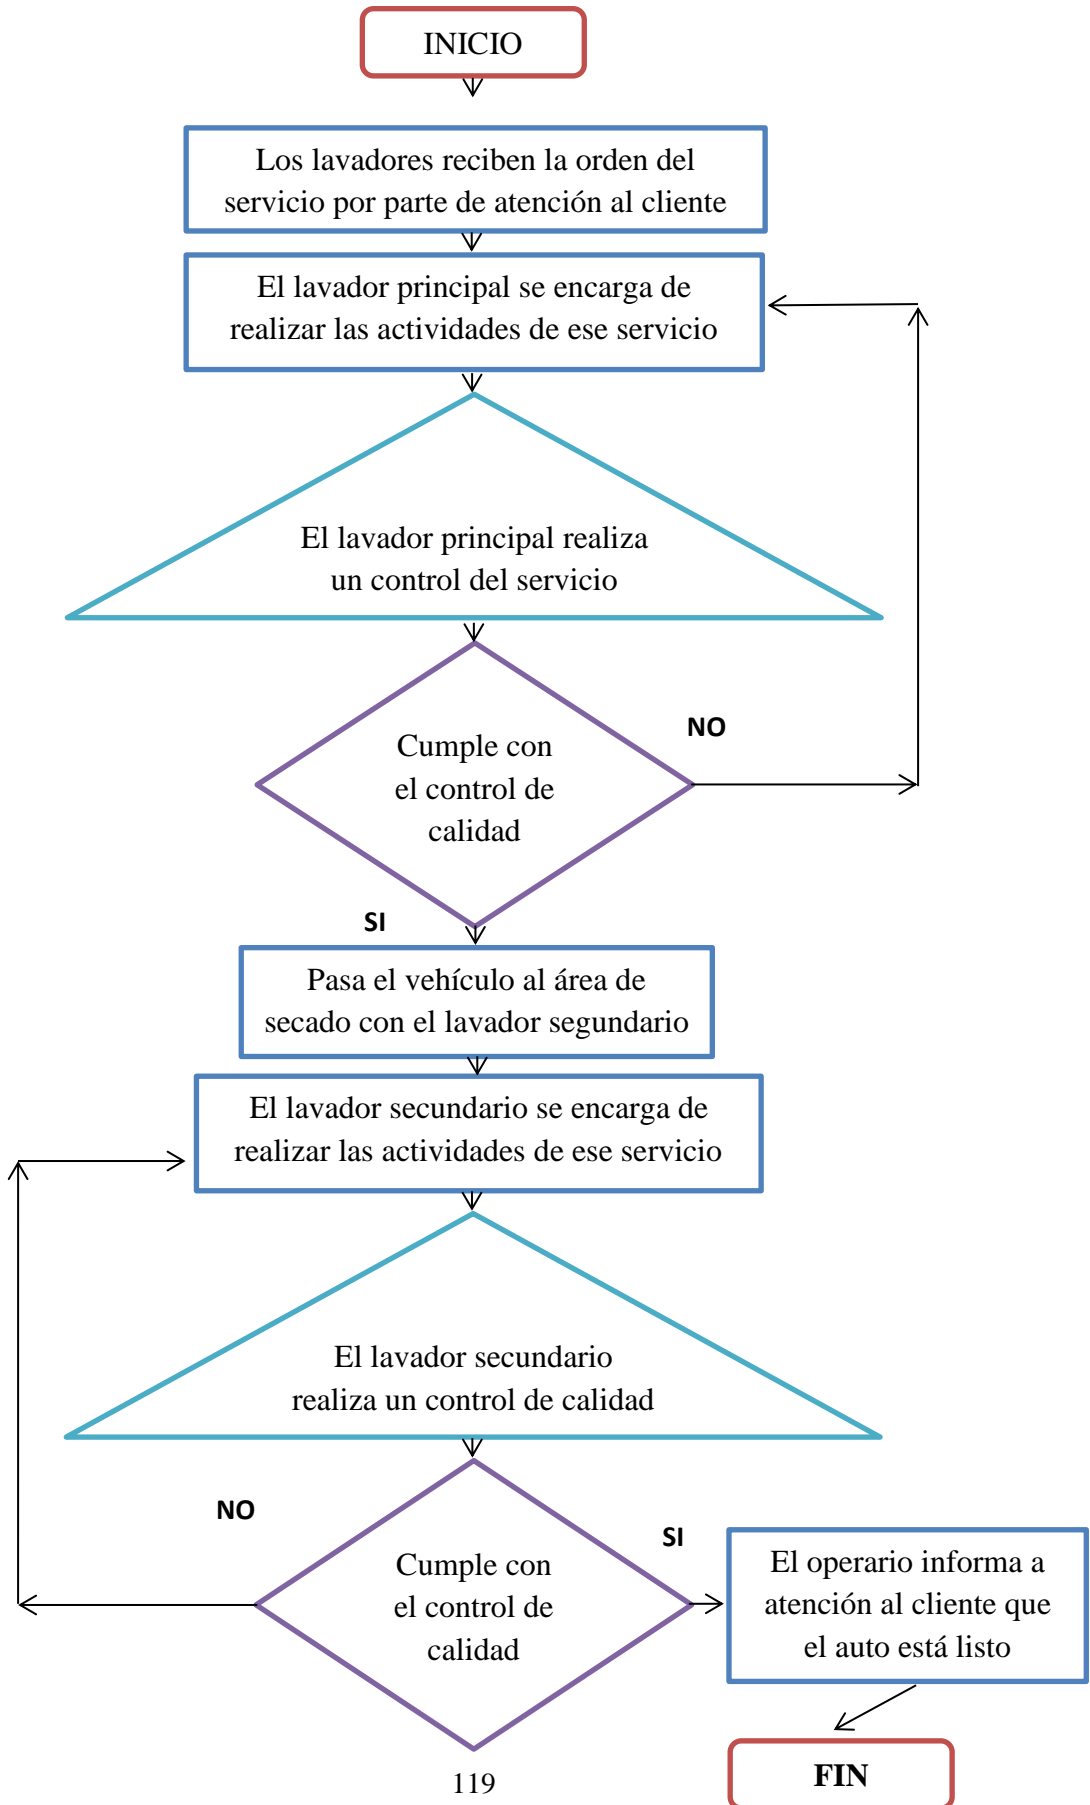 INICIO
Los lavadores reciben la orden del
servicio por parte de atención al cliente
El lavador principal se encarga de
realizar las actividades de ese servicio
El lavador principal realiza
un control del servicio
NO
Cumple con
el control de
calidad
SI
Pasa el vehículo al área de
secado con el lavador segundario
El lavador secundario se encarga de
realizar las actividades de ese servicio
El lavador secundario
realiza un control de calidad
NO
SI
Cumple con
el control de
calidad
El operario informa a
atención al cliente que
el auto está listo
FIN
119